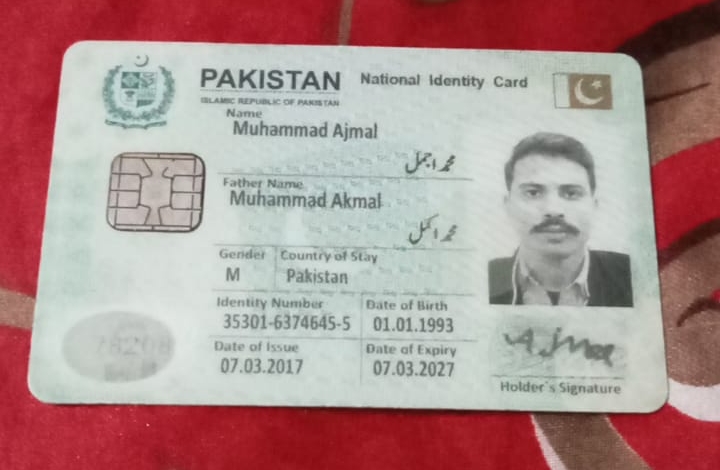 PAKISTAN National Identity Card
ISLAMIC REPUBLIC OF PAKISTAN
Name
Muhammad Ajmal
محمد اجمل
Father Name
Muhammad Akmal
محمد اکمل
Gender Country of Stay
M Pakistan
Identity Number Date of Birth
35301-6374645-5 01.01.1993
Date of Issue Date of Expiry
07.03.2017 07.03.2027
Holder's Signature